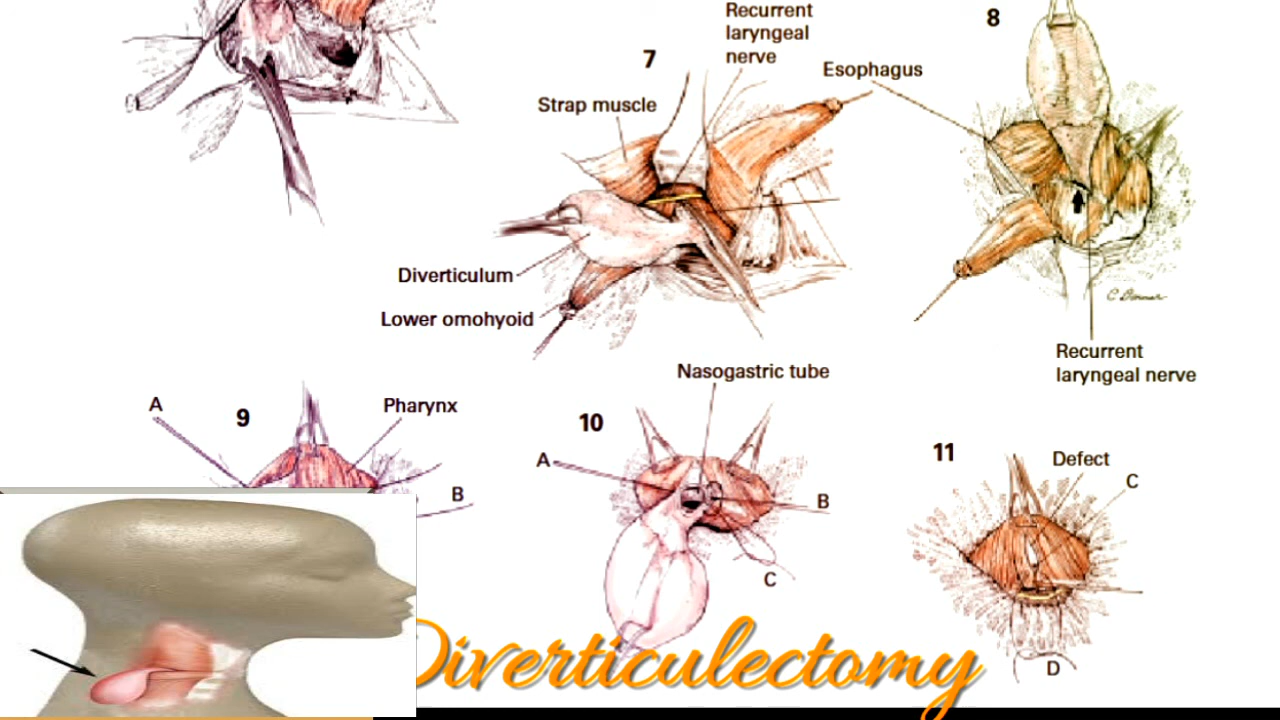 Recurrent
laryngeal
nerve
7
8
Esophagus
Strap muscle
Diverticulum
Lower omohyoid
Recurrent
laryngeal nerve
Nasogastric tube
A
9
Pharynx
B
10
A
B
C
11
Defect
C
D
Diverticulectomy